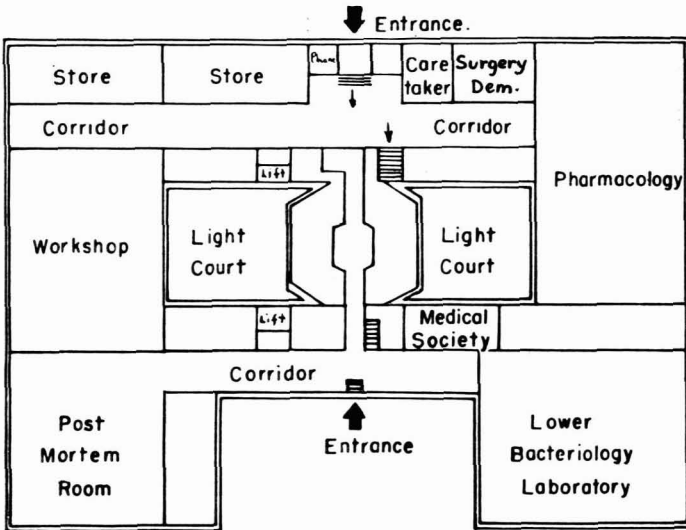 Entrance.
Phone
Store
Store
Care
taker
Surgery
Dem.
Corridor
Corridor
Lift
Pharmacology
Workshop
Light
Court
Light
Court
Lift
Medical
Society
Corridor
Post
Mortem
Room
Entrance
Lower
Bacteriology
Laboratory